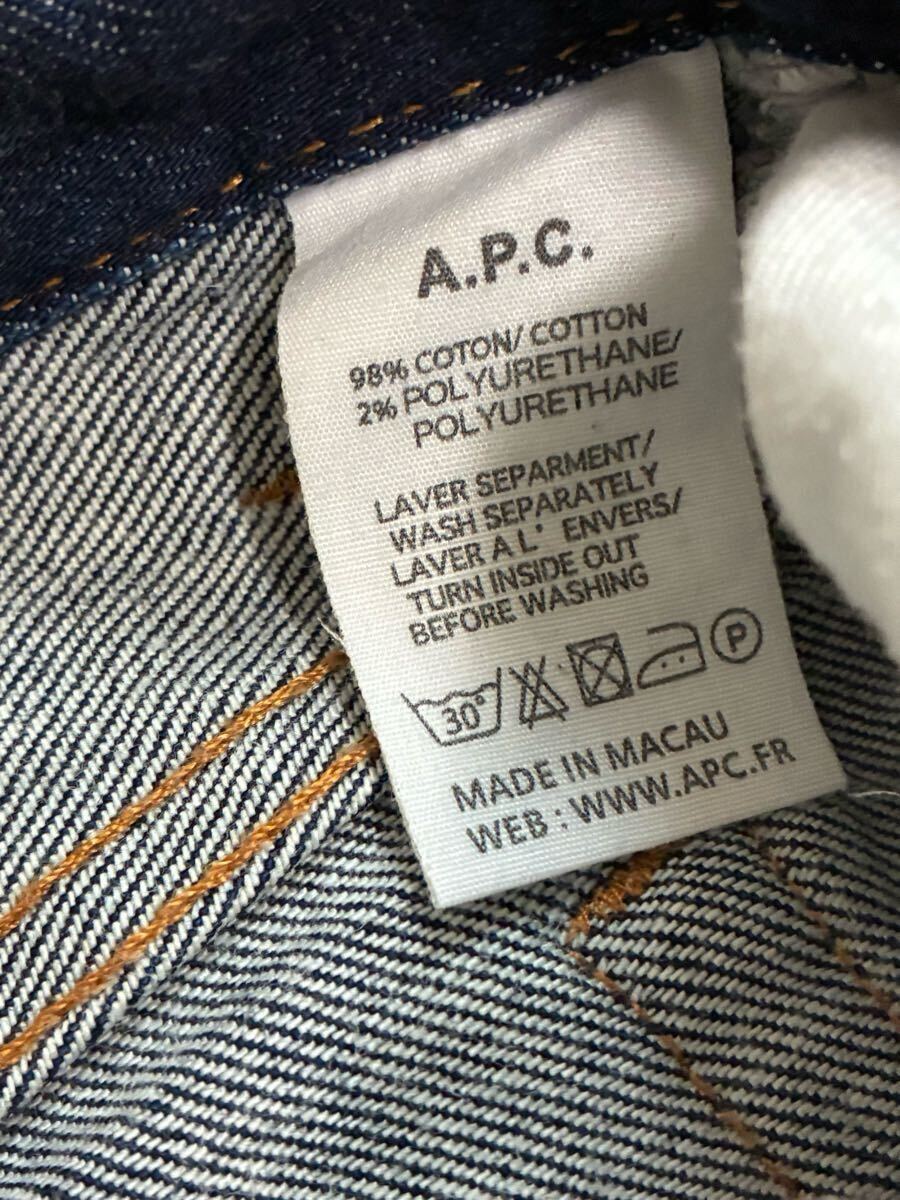 A.P.C.
98% COTON/ COTTON
2% POLYURETHANE/
POLYURETHANE
LAVER SEPARMENT/
WASH SEPARATELY
LAVER A L' ENVERS/
TURN INSIDE OUT
BEFORE WASHING
30° P
MADE IN MACAU
WEB : WWW.APC.FR